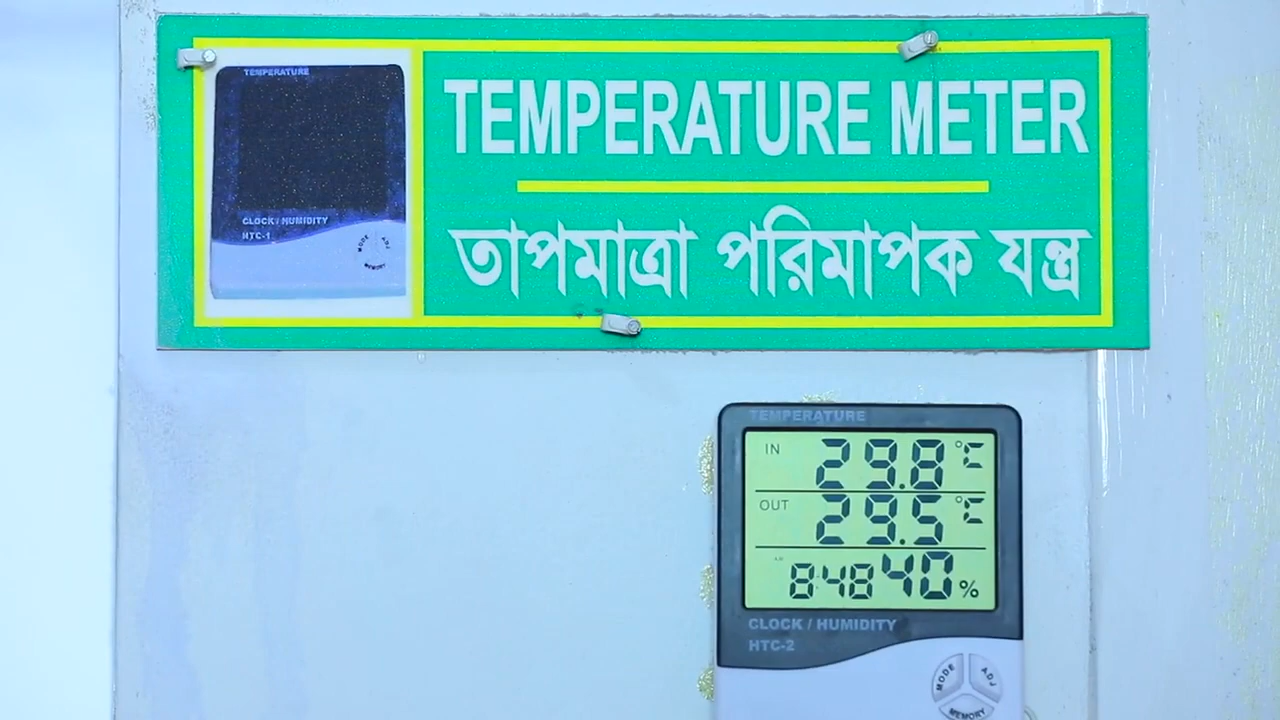 TEMPERATURE
CLOCK / HUMIDITY
HTC-1
MODE ADJ
MEMORY
TEMPERATURE METER
তাপমাত্রা পরিমাপক যন্ত্র
TEMPERATURE
IN 29.8 °C
OUT 29.5 °C
8:48 40 %
CLOCK / HUMIDITY
HTC-2
MODE ADJ
MEMORY